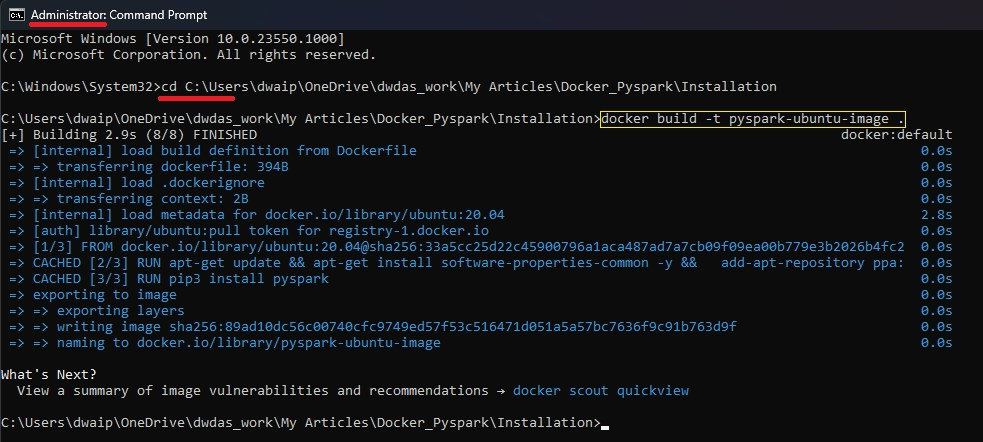 Administrator: Command Prompt
Microsoft Windows [Version 10.0.23550.1000]
(c) Microsoft Corporation. All rights reserved.
C:\Windows\System32>cd C:\Users\dwaip\OneDrive\dwdas_work\My Articles\Docker_Pyspark\Installation
C:\Users\dwaip\OneDrive\dwdas_work\My Articles\Docker_Pyspark\Installation>docker build -t pyspark-ubuntu-image .
[+] Building 2.9s (8/8) FINISHED docker:default
=> [internal] load build definition from Dockerfile 0.0s
=> => transferring dockerfile: 394B 0.0s
=> [internal] load .dockerignore 0.0s
=> => transferring context: 2B 0.0s
=> [internal] load metadata for docker.io/library/ubuntu:20.04 2.8s
=> [auth] library/ubuntu:pull token for registry-1.docker.io 0.0s
=> [1/3] FROM docker.io/library/ubuntu:20.04@sha256:33a5cc25d22c45900796a1aca487ad7a7cb09f09ea00b779e3b2026b4fc2 0.0s
=> CACHED [2/3] RUN apt-get update && apt-get install software-properties-common -y && add-apt-repository ppa: 0.0s
=> CACHED [3/3] RUN pip3 install pyspark 0.0s
=> exporting to image 0.0s
=> => exporting layers 0.0s
=> => writing image sha256:89ad10dc56c00740cfc9749ed57f53c516471d051a5a57bc7636f9c91b763d9f 0.0s
=> => naming to docker.io/library/pyspark-ubuntu-image 0.0s
What's Next?
View a summary of image vulnerabilities and recommendations → docker scout quickview
C:\Users\dwaip\OneDrive\dwdas_work\My Articles\Docker_Pyspark\Installation>